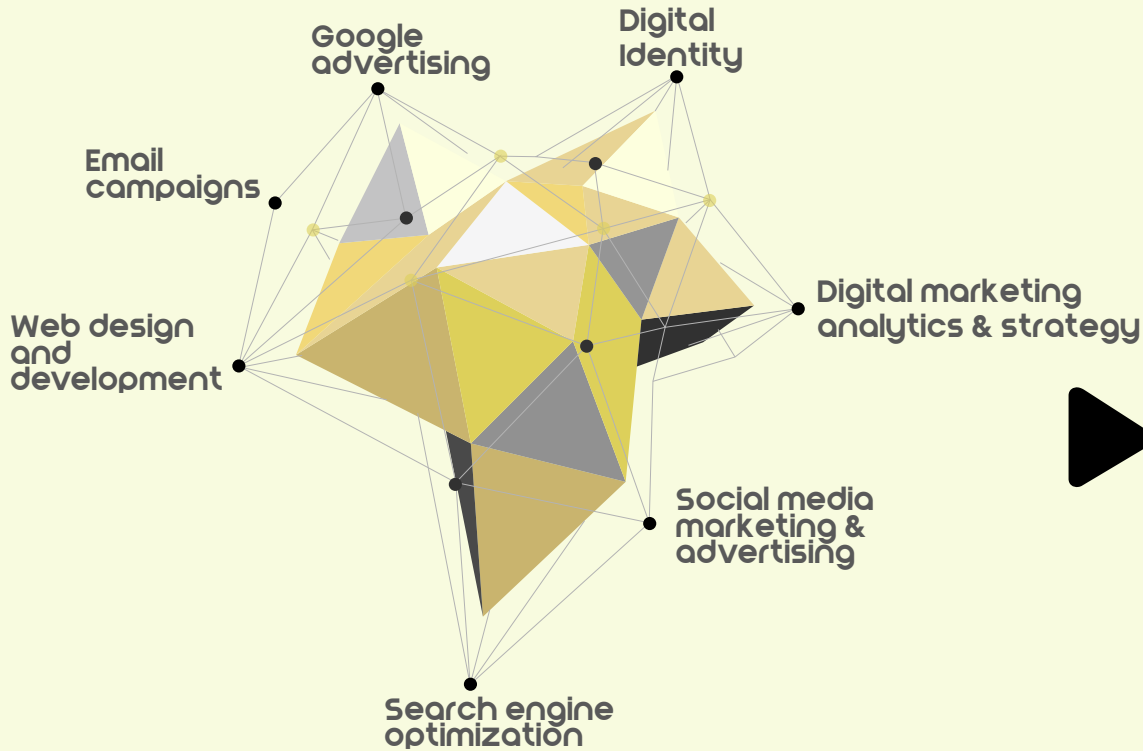 Google
advertising
Digital
Identity
Email
campaigns
Digital marketing
analytics & strategy
Web design
and
development
Social media
marketing &
advertising
Search engine
optimization